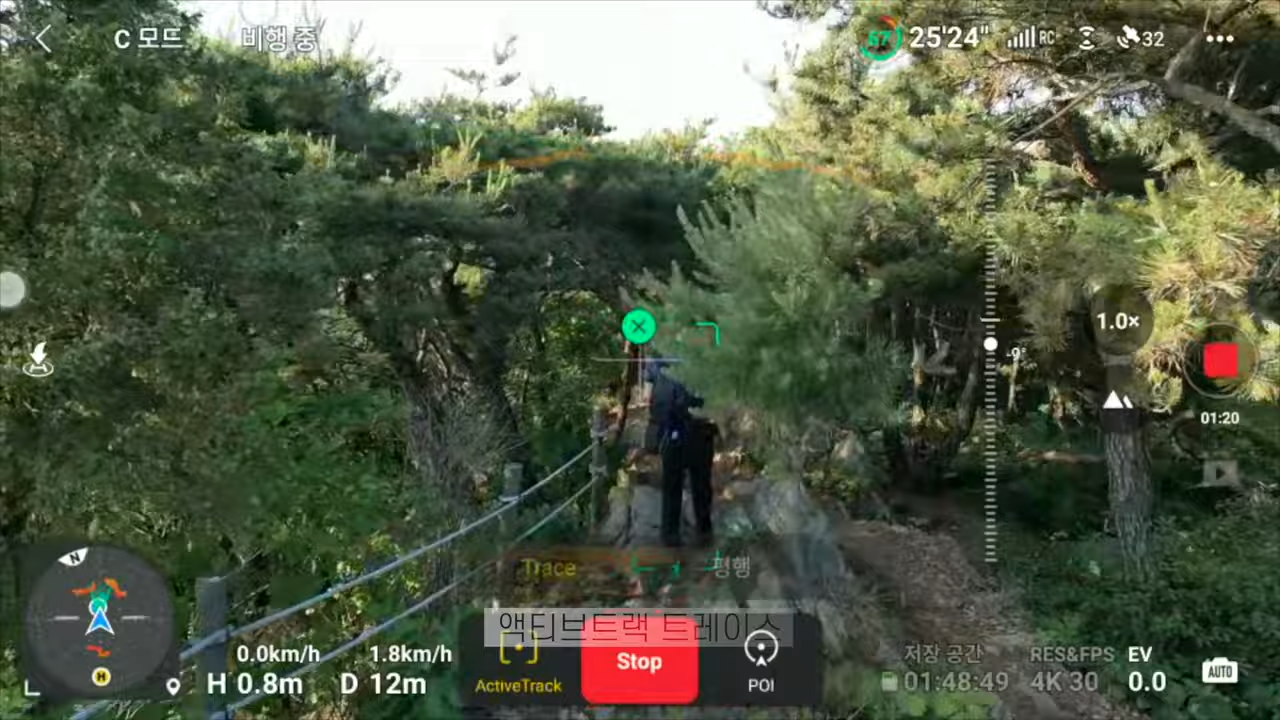 C 모드
비행 중
57
25'24"
RC
32
1.0×
-9°
01:20
N
Trace
평행
액티브트랙 트레이스
0.0km/h
1.8km/h
H 0.8m
D 12m
H
ActiveTrack
Stop
POI
저장 공간
01:48:49
RES&FPS
4K 30
EV
0.0
AUTO